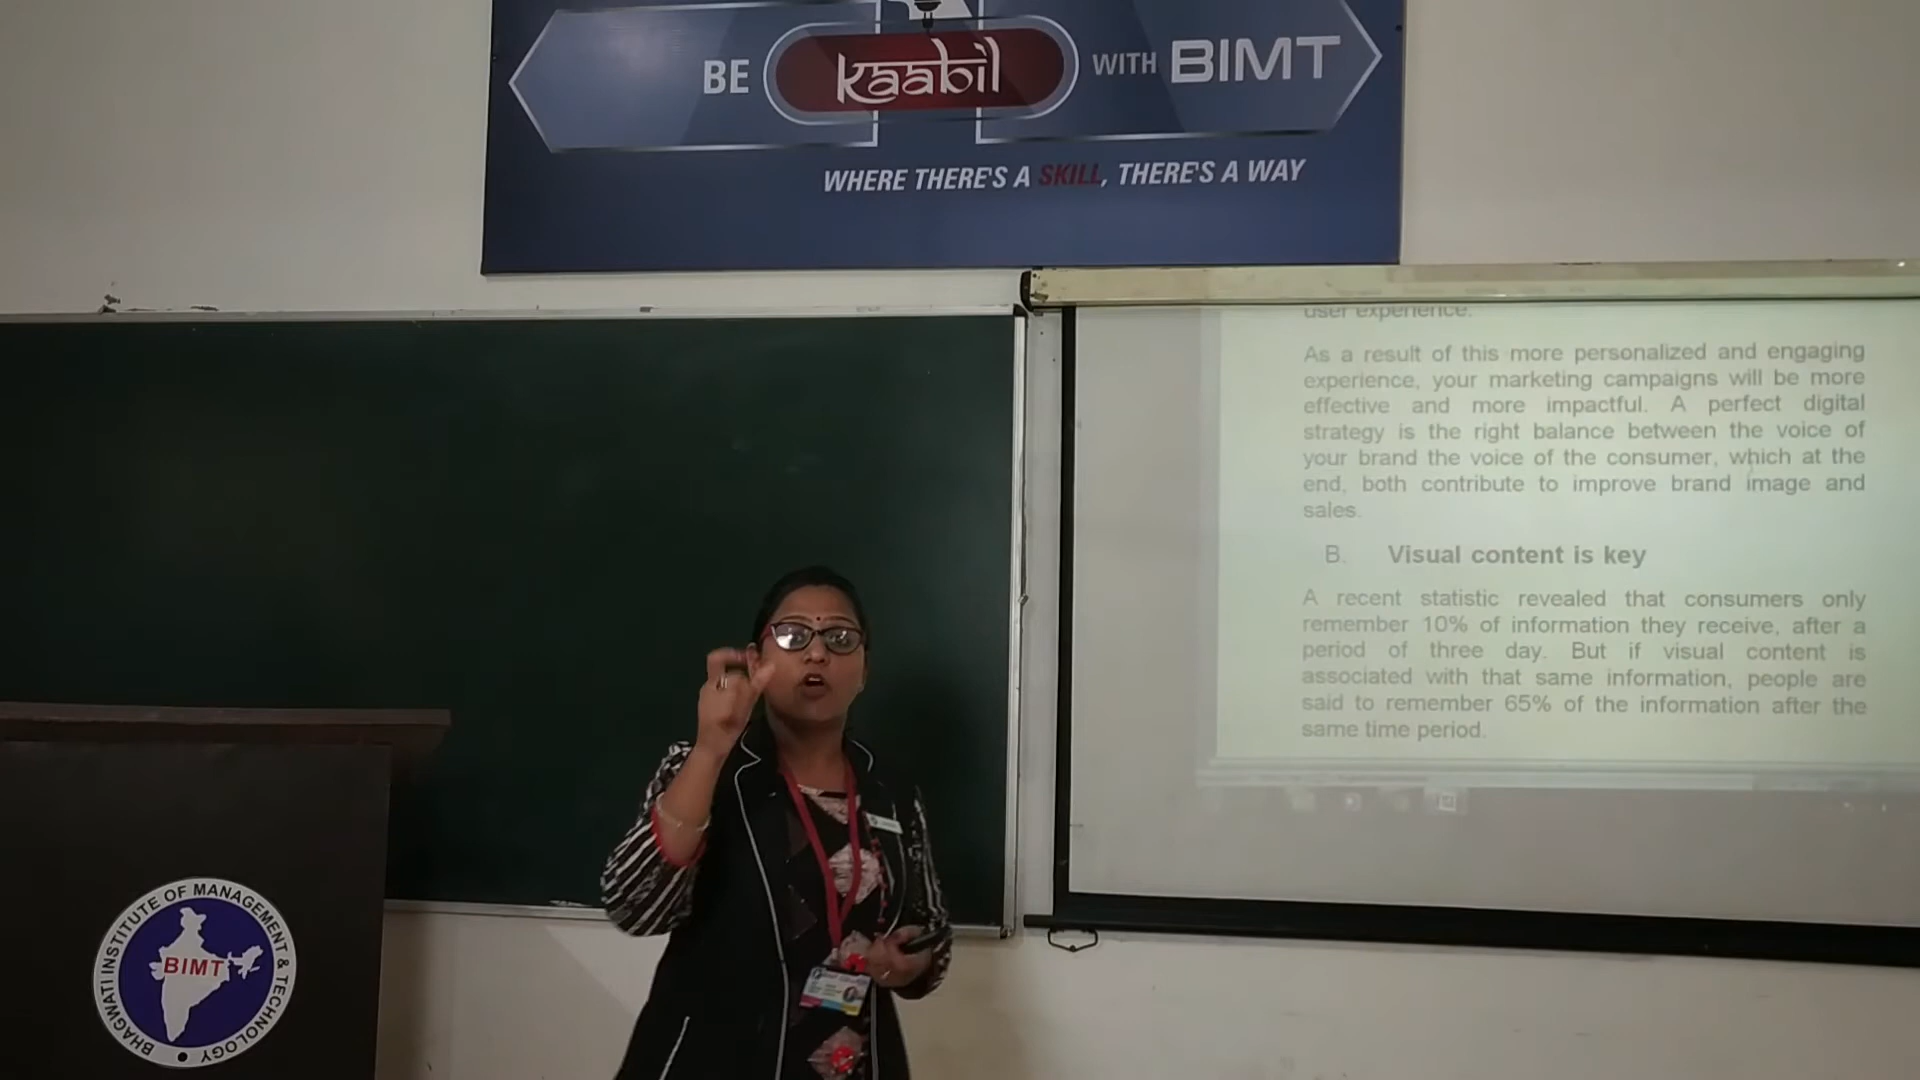 BE kaabil WITH BIMT
WHERE THERE'S A SKILL, THERE'S A WAY
user experience.
As a result of this more personalized and engaging
experience, your marketing campaigns will be more
effective and more impactful. A perfect digital
strategy is the right balance between the voice of
your brand the voice of the consumer, which at the
end, both contribute to improve brand image and
sales.
B. Visual content is key
A recent statistic revealed that consumers only
remember 10% of information they receive, after a
period of three day. But if visual content is
associated with that same information, people are
said to remember 65% of the information after the
same time period.
BHAGWATI INSTITUTE OF MANAGEMENT & TECHNOLOGY
BIMT